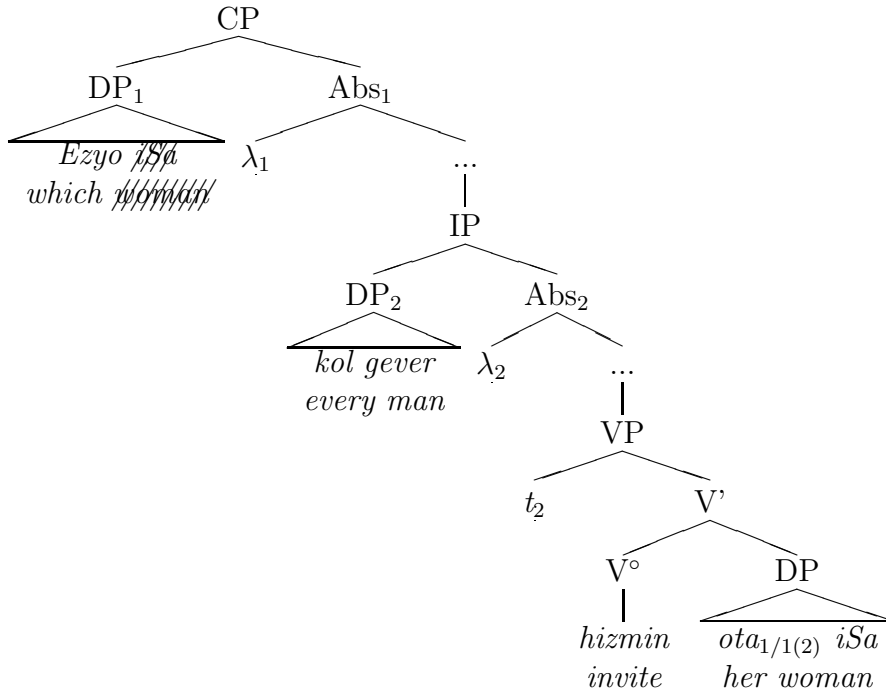 CP
DP₁ Abs₁
Ezyo iSa λ₁ ...
which woman
IP
DP₂ Abs₂
kol gever λ₂ ...
every man
VP
t₂ V'
V° DP
hizmin ota₁/₁₍₂₎ iSa
invite her woman